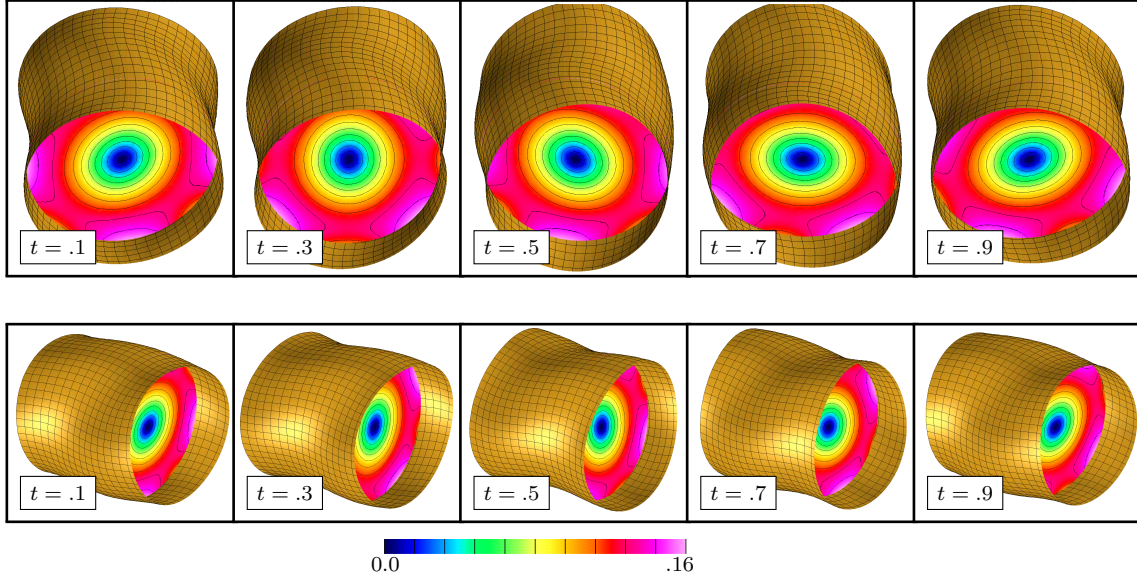 t = .1 t = .3 t = .5 t = .7 t = .9
t = .1 t = .3 t = .5 t = .7 t = .9
0.0 .16